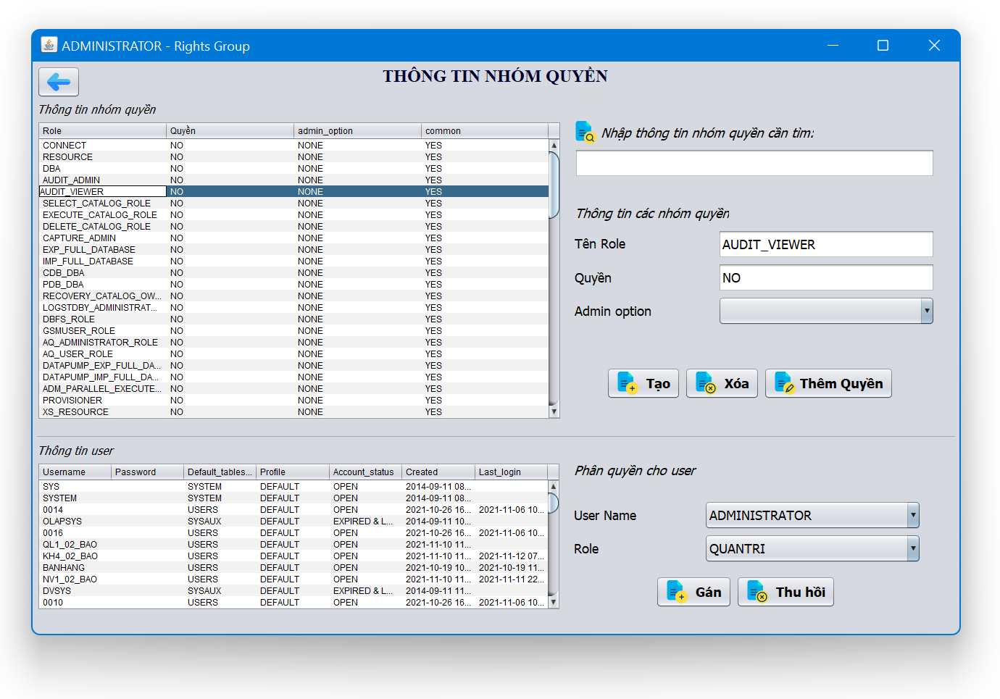 ADMINISTRATOR - Rights Group
THÔNG TIN NHÓM QUYỀN
Thông tin nhóm quyền
Role Quyền admin_option common
CONNECT NO NONE YES
RESOURCE NO NONE YES
DBA NO NONE YES
AUDIT_ADMIN NO NONE YES
AUDIT_VIEWER NO NONE YES
SELECT_CATALOG_ROLE NO NONE YES
EXECUTE_CATALOG_ROLE NO NONE YES
DELETE_CATALOG_ROLE NO NONE YES
CAPTURE_ADMIN NO NONE YES
EXP_FULL_DATABASE NO NONE YES
IMP_FULL_DATABASE NO NONE YES
CDB_DBA NO NONE YES
PDB_DBA NO NONE YES
RECOVERY_CATALOG_OW... NO NONE YES
LOGSTDBY_ADMINISTRAT... NO NONE YES
DBFS_ROLE NO NONE YES
GSMUSER_ROLE NO NONE YES
AQ_ADMINISTRATOR_ROLE NO NONE YES
AQ_USER_ROLE NO NONE YES
DATAPUMP_EXP_FULL_DA... NO NONE YES
DATAPUMP_IMP_FULL_DA... NO NONE YES
ADM_PARALLEL_EXECUTE... NO NONE YES
PROVISIONER NO NONE YES
XS_RESOURCE NO NONE YES
Nhập thông tin nhóm quyền cần tìm:
Thông tin các nhóm quyền
Tên Role AUDIT_VIEWER
Quyền NO
Admin option
Tạo Xóa Thêm Quyền
Thông tin user
Username Password Default_tables... Profile Account_status Created Last_login
SYS SYSTEM DEFAULT OPEN 2014-09-11 08...
SYSTEM SYSTEM DEFAULT OPEN 2014-09-11 08...
0014 USERS DEFAULT OPEN 2021-10-26 16... 2021-11-06 10...
OLAPSYS SYSAUX DEFAULT EXPIRED & L... 2014-09-11 10...
0016 USERS DEFAULT OPEN 2021-10-26 16... 2021-11-06 10...
QL1_02_BAO USERS DEFAULT OPEN 2021-11-10 11...
KH4_02_BAO USERS DEFAULT OPEN 2021-11-10 11... 2021-11-12 07...
BANHANG USERS DEFAULT OPEN 2021-10-19 10... 2021-10-19 11...
NV1_02_BAO USERS DEFAULT OPEN 2021-11-10 11... 2021-11-11 22...
DVSYS SYSAUX DEFAULT EXPIRED & L... 2014-09-11 11...
0010 USERS DEFAULT OPEN 2021-10-26 16... 2021-11-06 10...
Phân quyền cho user
User Name ADMINISTRATOR
Role QUANTRI
Gán Thu hồi